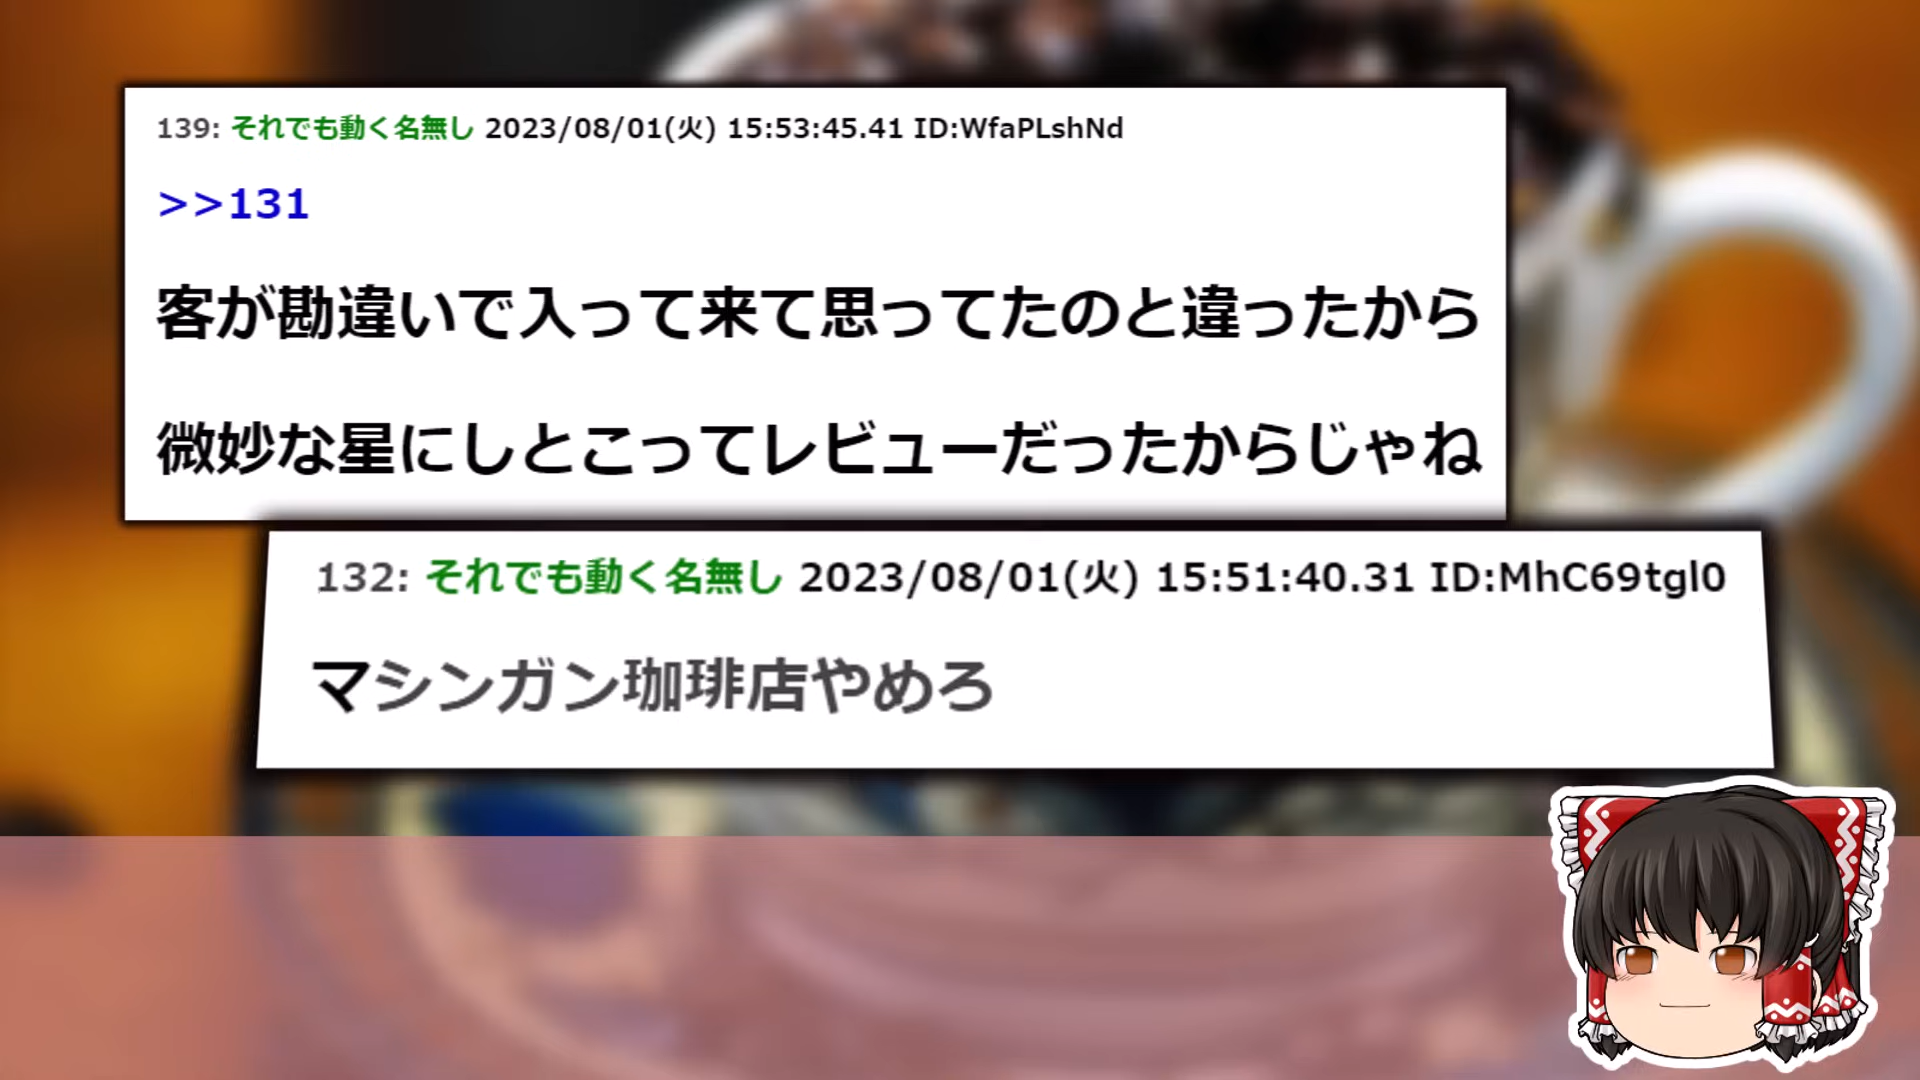 139: それでも動く名無し 2023/08/01(火) 15:53:45.41 ID:WfaPLshNd
>>131
客が勘違いで入って来て思ってたのと違ったから
微妙な星にしとこってレビューだったからじゃね
132: それでも動く名無し 2023/08/01(火) 15:51:40.31 ID:MhC69tgl0
マシンガン珈琲店やめろ